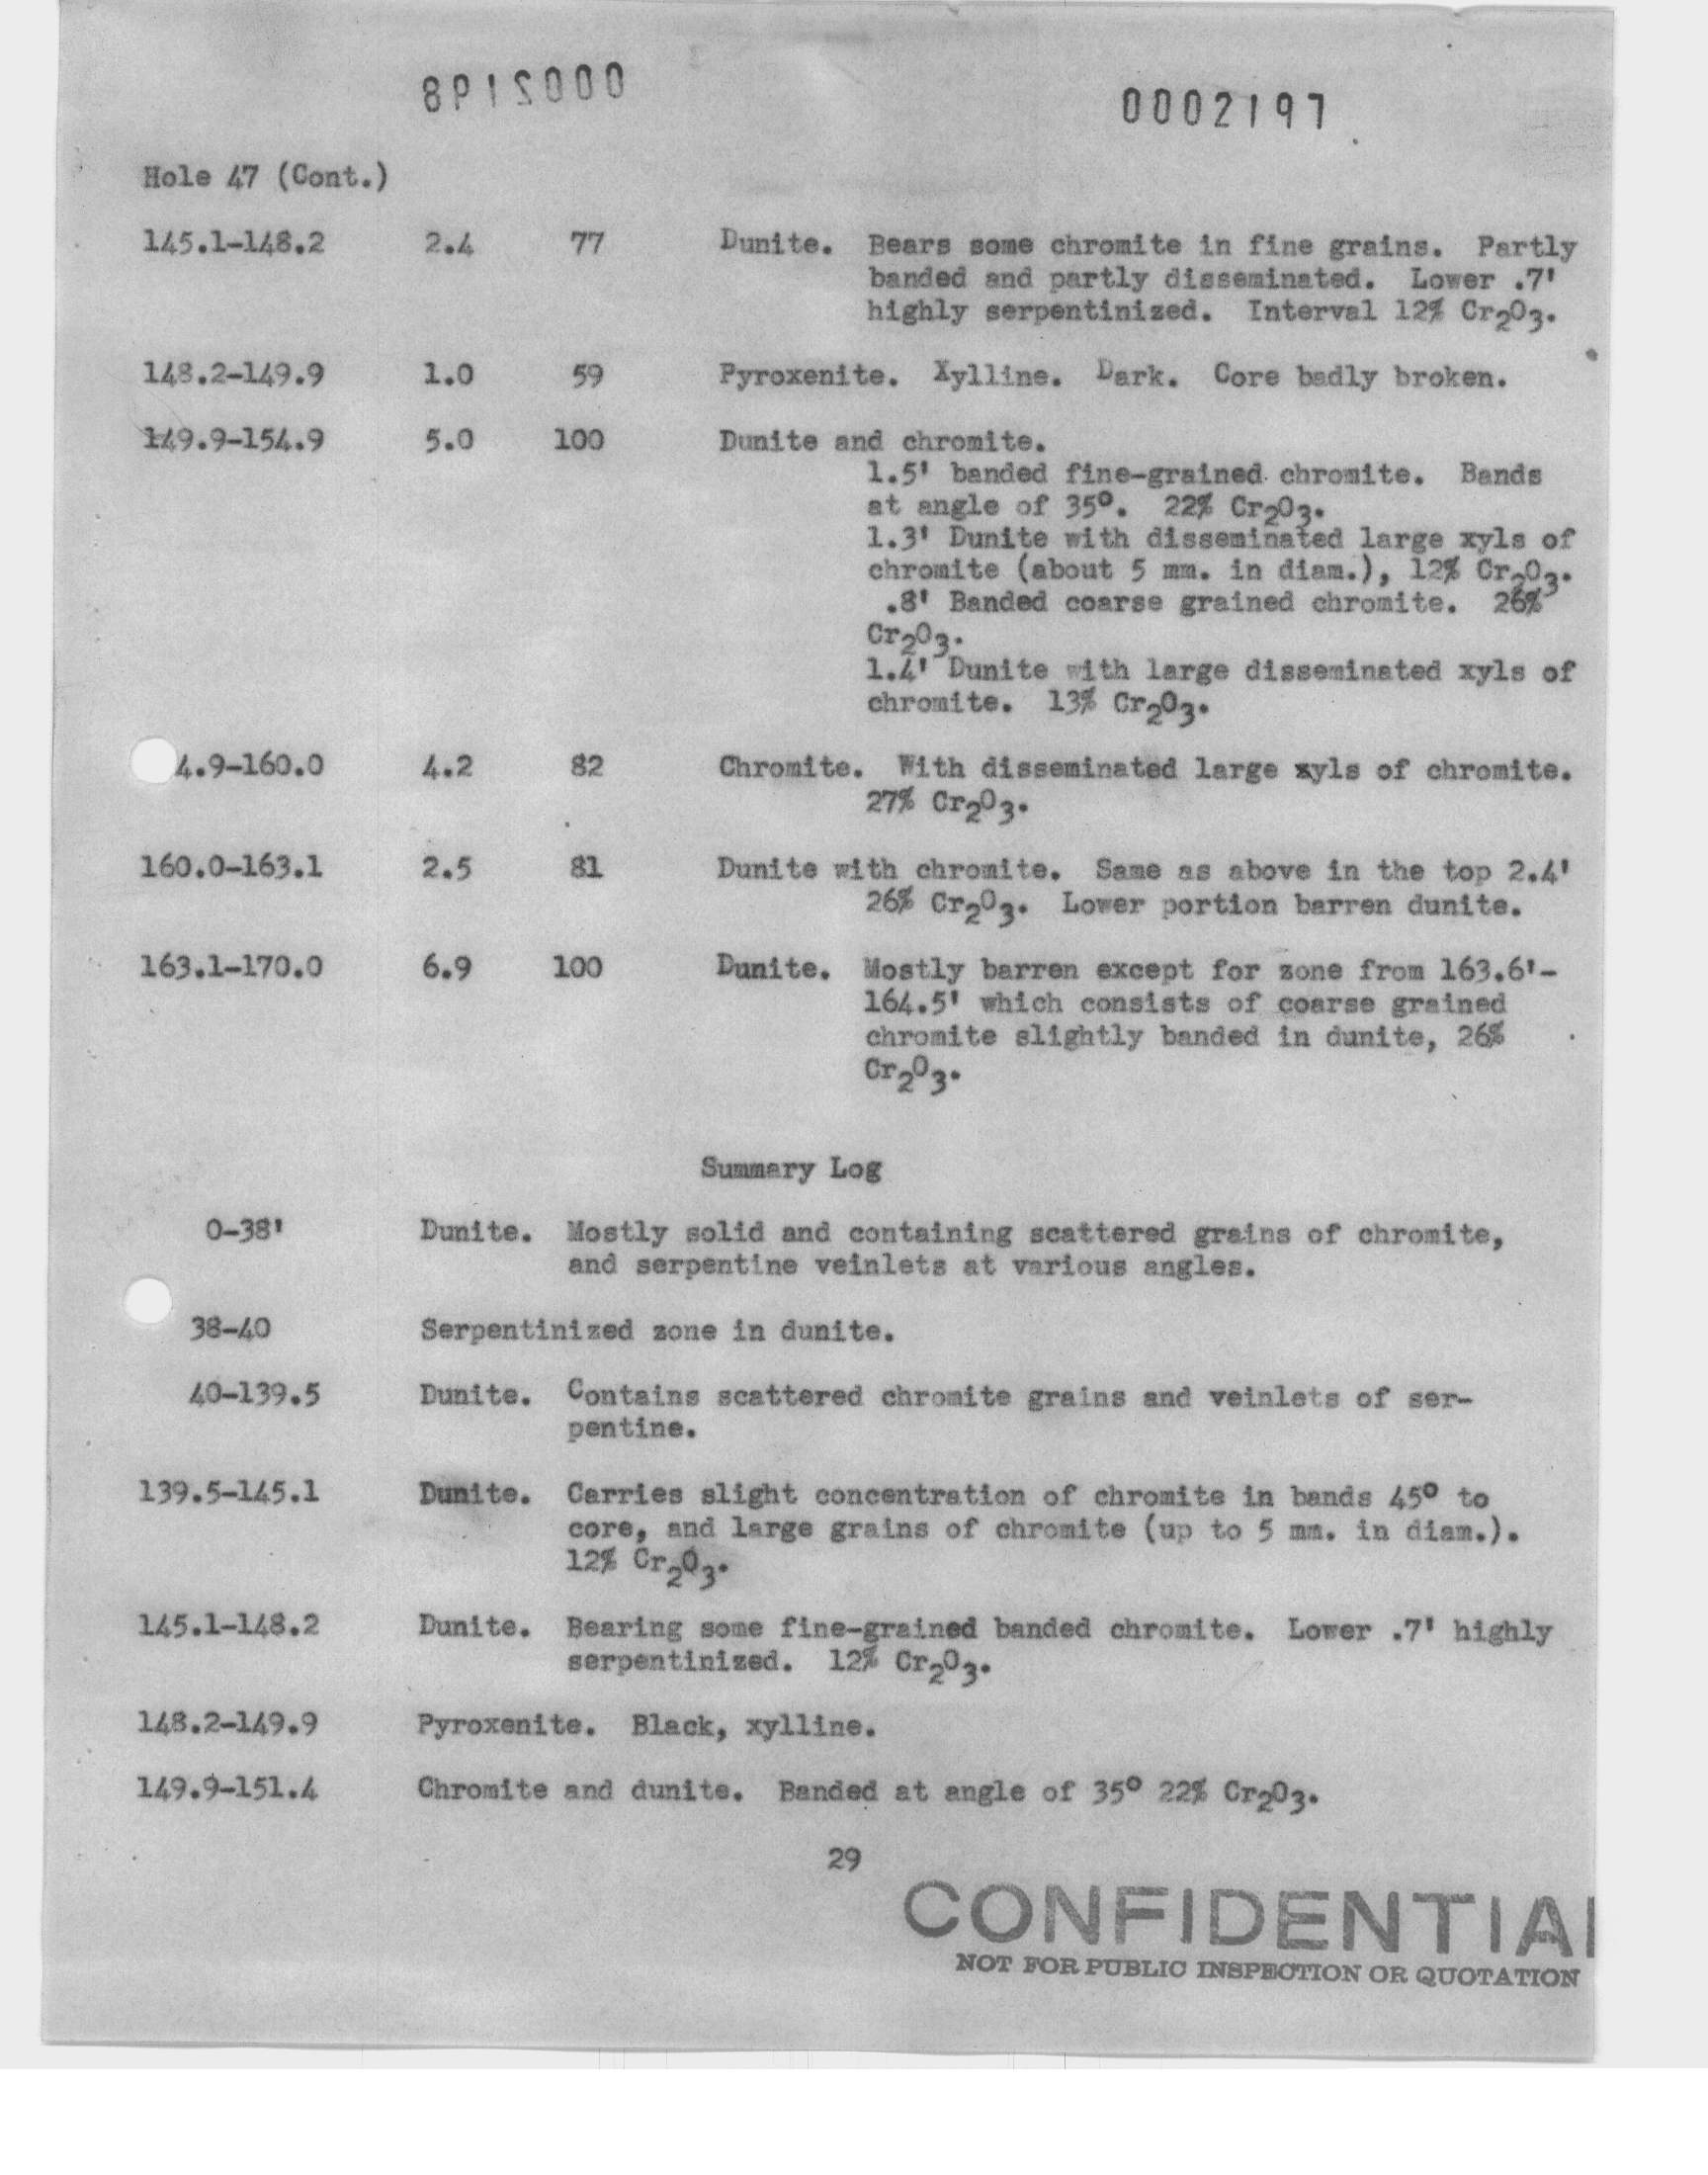 0002198
0002197
Hole 47 (Cont.)
145.1-148.2 2.4 77 Dunite. Bears some chromite in fine grains. Partly
banded and partly disseminated. Lower .7'
highly serpentinized. Interval 12% Cr2O3.
148.2-149.9 1.0 59 Pyroxenite. Xylline. Dark. Core badly broken.
149.9-154.9 5.0 100 Dunite and chromite.
1.5' banded fine-grained chromite. Bands
at angle of 35°. 22% Cr2O3.
1.3' Dunite with disseminated large xyls of
chromite (about 5 mm. in diam.), 12% Cr2O3.
.8' Banded coarse grained chromite. 26%
Cr2O3.
1.4' Dunite with large disseminated xyls of
chromite. 13% Cr2O3.
4.9-160.0 4.2 82 Chromite. With disseminated large xyls of chromite.
27% Cr2O3.
160.0-163.1 2.5 81 Dunite with chromite. Same as above in the top 2.4'
26% Cr2O3. Lower portion barren dunite.
163.1-170.0 6.9 100 Dunite. Mostly barren except for zone from 163.6'-
164.5' which consists of coarse grained
chromite slightly banded in dunite, 26%
Cr2O3.
Summary Log
0-38' Dunite. Mostly solid and containing scattered grains of chromite,
and serpentine veinlets at various angles.
38-40 Serpentinized zone in dunite.
40-139.5 Dunite. Contains scattered chromite grains and veinlets of ser-
pentine.
139.5-145.1 Dunite. Carries slight concentration of chromite in bands 45° to
core, and large grains of chromite (up to 5 mm. in diam.).
12% Cr2O3.
145.1-148.2 Dunite. Bearing some fine-grained banded chromite. Lower .7' highly
serpentinized. 12% Cr2O3.
148.2-149.9 Pyroxenite. Black, xylline.
149.9-151.4 Chromite and dunite. Banded at angle of 35° 22% Cr2O3.
29
CONFIDENTIAL
NOT FOR PUBLIC INSPECTION OR QUOTATION